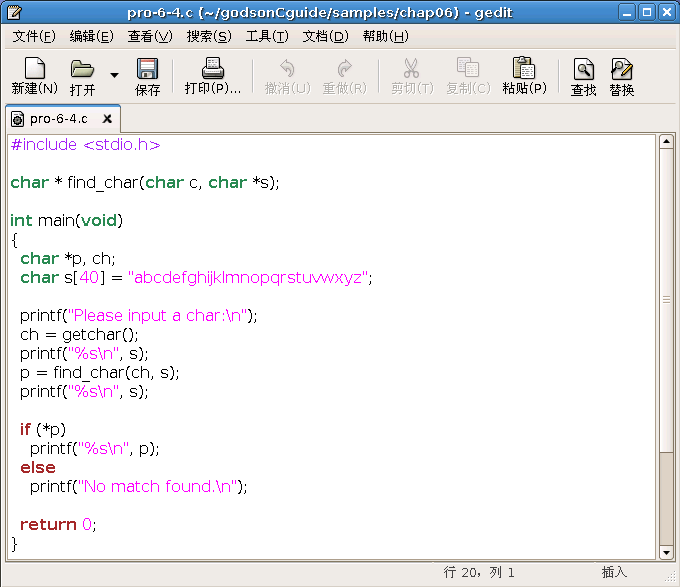 pro-6-4.c (~/godsonCguide/samples/chap06) - gedit
文件(F) 编辑(E) 查看(V) 搜索(S) 工具(T) 文档(D) 帮助(H)
新建(N) 打开 保存 打印(P)... 撤消(U) 重做(R) 剪切(T) 复制(C) 粘贴(P) 查找 替换
pro-6-4.c
#include <stdio.h>
char * find_char(char c, char *s);
int main(void)
{
char *p, ch;
char s[40] = "abcdefghijklmnopqrstuvwxyz";
printf("Please input a char:\n");
ch = getchar();
printf("%s\n", s);
p = find_char(ch, s);
printf("%s\n", s);
if (*p)
printf("%s\n", p);
else
printf("No match found.\n");
return 0;
}
行 20，列 1 插入